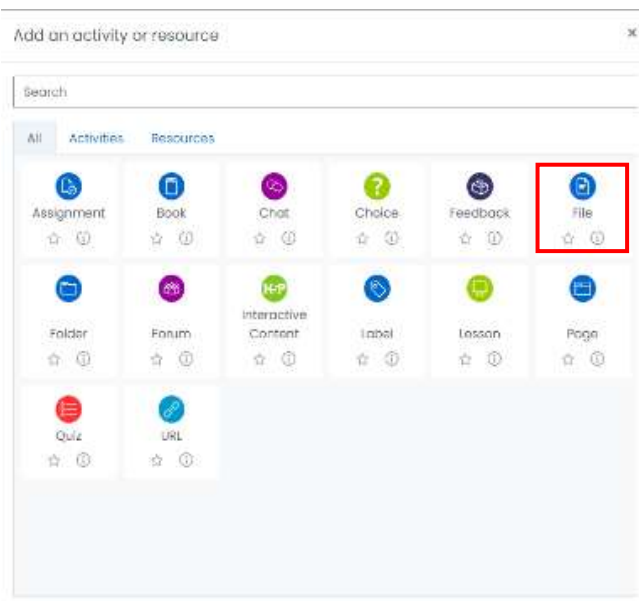 Add an activity or resource ×
Search
All Activities Resources
Assignment Book Chat Choice Feedback File
Interactive
Folder Forum Content Label Lesson Page
Quiz URL